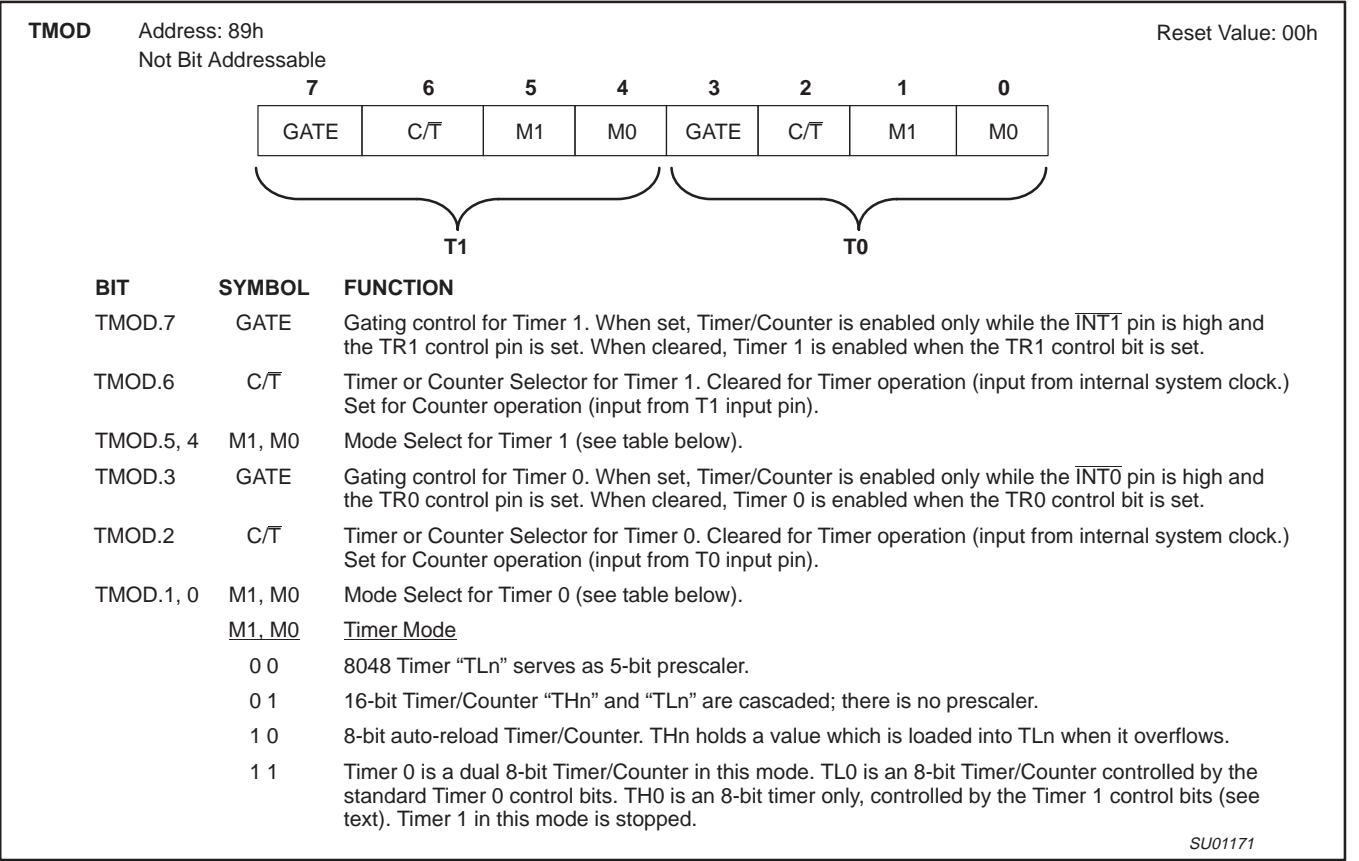 TMOD Address: 89h Reset Value: 00h
Not Bit Addressable
7 6 5 4 3 2 1 0
GATE C/T̅ M1 M0 GATE C/T̅ M1 M0
T1 T0
BIT SYMBOL FUNCTION
TMOD.7 GATE Gating control for Timer 1. When set, Timer/Counter is enabled only while the I̅N̅T̅1̅ pin is high and
the TR1 control pin is set. When cleared, Timer 1 is enabled when the TR1 control bit is set.
TMOD.6 C/T̅ Timer or Counter Selector for Timer 1. Cleared for Timer operation (input from internal system clock.)
Set for Counter operation (input from T1 input pin).
TMOD.5, 4 M1, M0 Mode Select for Timer 1 (see table below).
TMOD.3 GATE Gating control for Timer 0. When set, Timer/Counter is enabled only while the I̅N̅T̅0̅ pin is high and
the TR0 control pin is set. When cleared, Timer 0 is enabled when the TR0 control bit is set.
TMOD.2 C/T̅ Timer or Counter Selector for Timer 0. Cleared for Timer operation (input from internal system clock.)
Set for Counter operation (input from T0 input pin).
TMOD.1, 0 M1, M0 Mode Select for Timer 0 (see table below).
M1, M0 Timer Mode
0 0 8048 Timer “TLn” serves as 5-bit prescaler.
0 1 16-bit Timer/Counter “THn” and “TLn” are cascaded; there is no prescaler.
1 0 8-bit auto-reload Timer/Counter. THn holds a value which is loaded into TLn when it overflows.
1 1 Timer 0 is a dual 8-bit Timer/Counter in this mode. TL0 is an 8-bit Timer/Counter controlled by the
standard Timer 0 control bits. TH0 is an 8-bit timer only, controlled by the Timer 1 control bits (see
text). Timer 1 in this mode is stopped.
SU01171